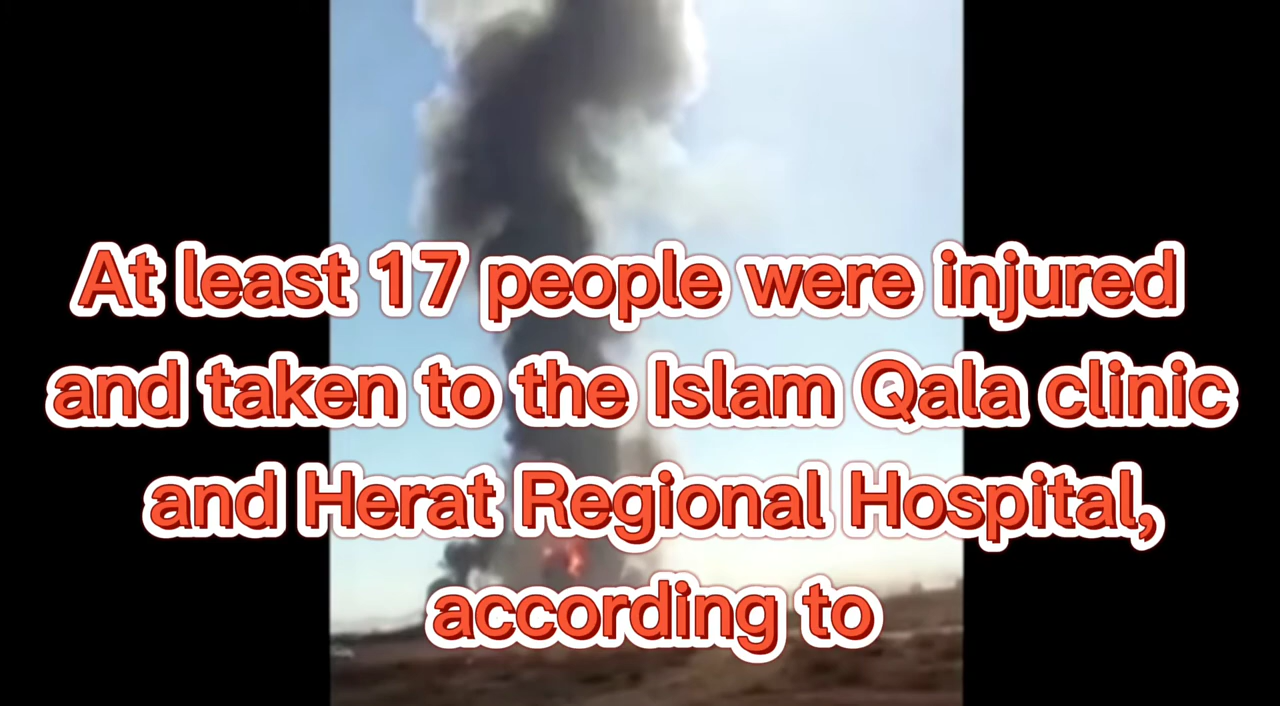 At least 17 people were injured
and taken to the Islam Qala clinic
and Herat Regional Hospital,
according to